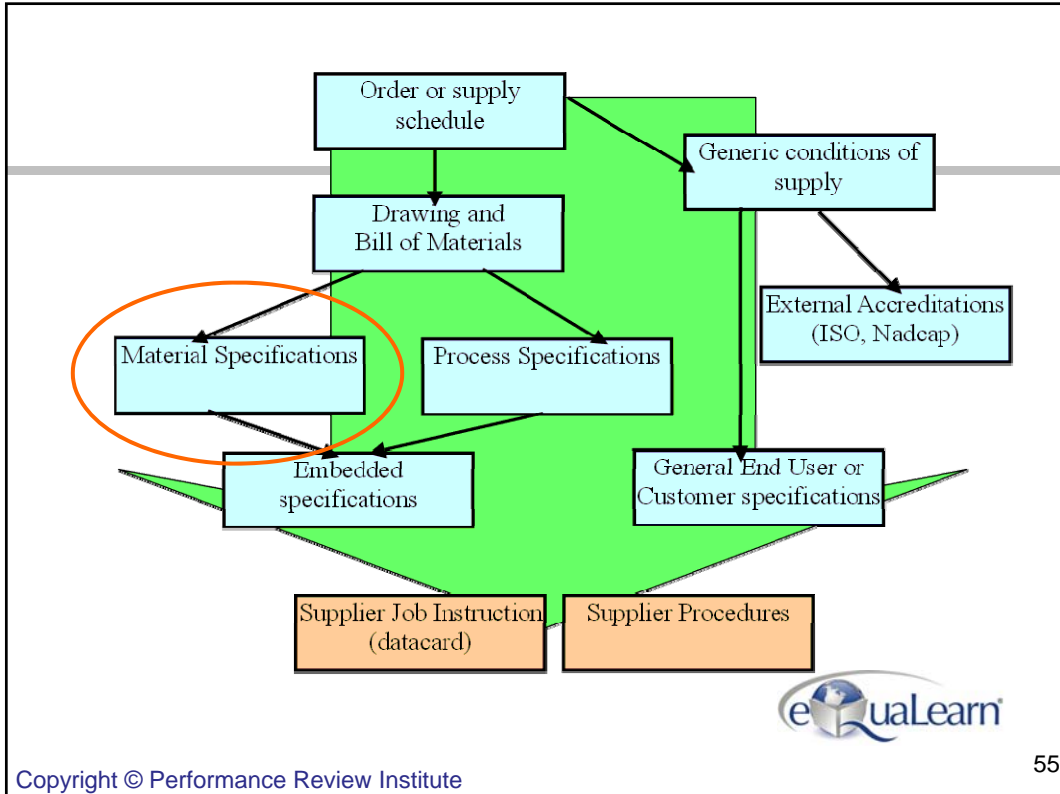 Order or supply
schedule
Generic conditions of
supply
Drawing and
Bill of Materials
External Accreditations
(ISO, Nadcap)
Material Specifications
Process Specifications
Embedded
specifications
General End User or
Customer specifications
Supplier Job Instruction
(datacard)
Supplier Procedures
eQuaLearn
Copyright © Performance Review Institute
55